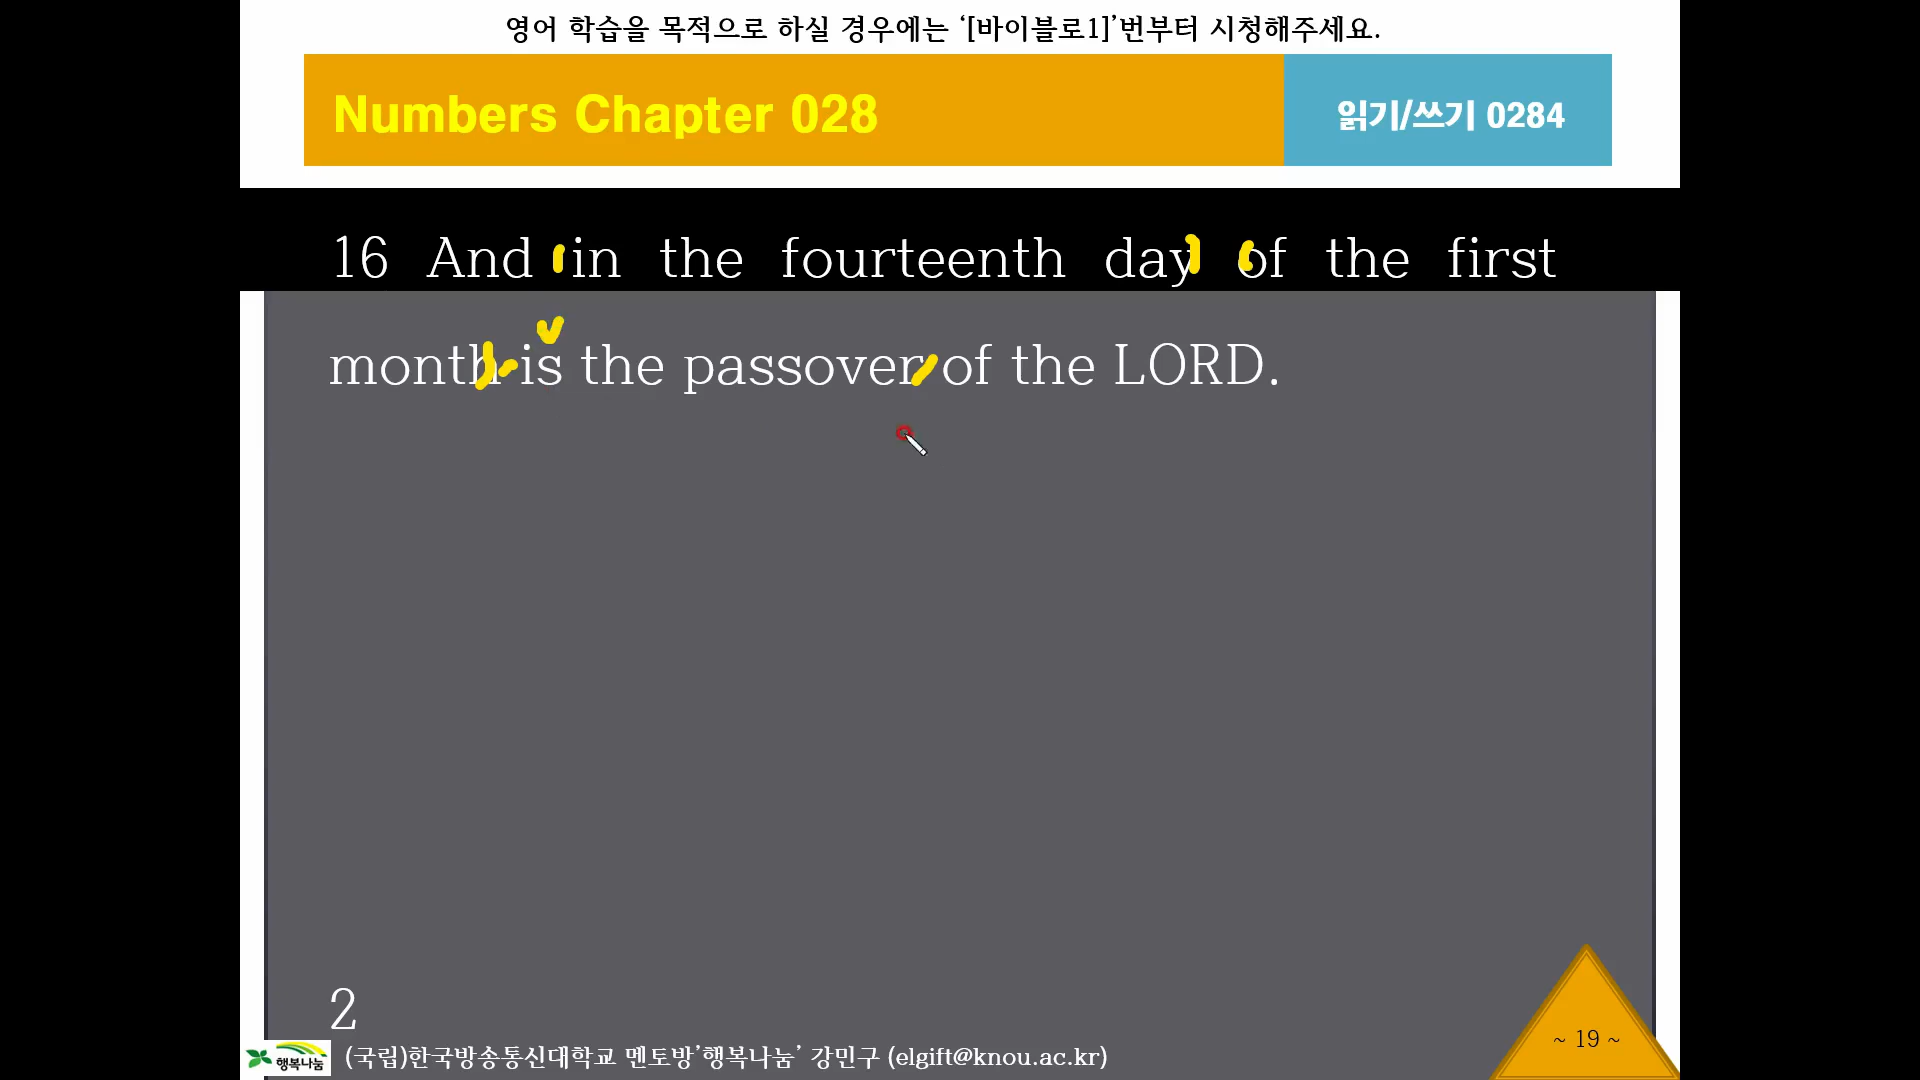 영어 학습을 목적으로 하실 경우에는 ‘[바이블로1]’번부터 시청해주세요.
Numbers Chapter 028
읽기/쓰기 0284
16 And in the fourteenth day of the first
month is the passover of the LORD.
2
~ 19 ~
행복나눔
(국립)한국방송통신대학교 멘토방’행복나눔’ 강민구 (elgift@knou.ac.kr)